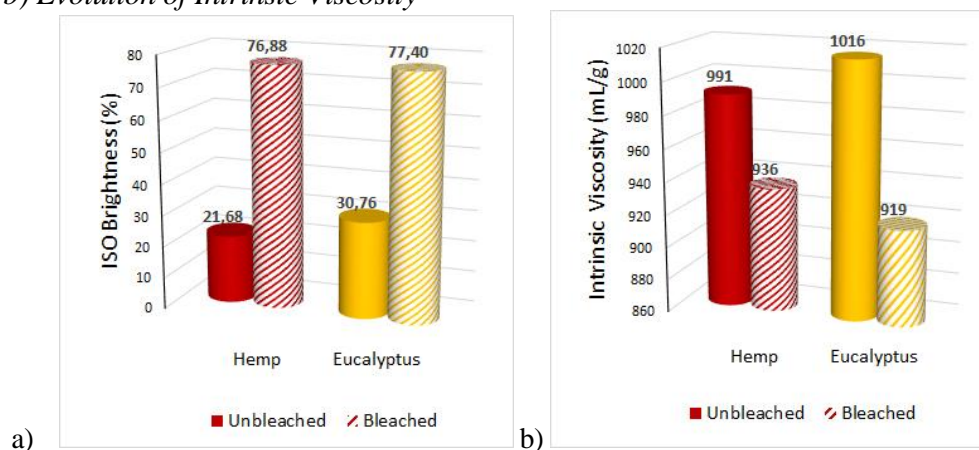 b) Evolution of Intrinsic Viscosity
ISO Brightness (%)
80
70
60
50
40
30
20
10
0
21,68
76,88
30,76
77,40
Hemp
Eucalyptus
Unbleached
Bleached
a)
Intrinsic Viscosity (mL/g)
1020
1000
980
960
940
920
900
880
860
991
936
1016
919
Hemp
Eucalyptus
Unbleached
Bleached
b)